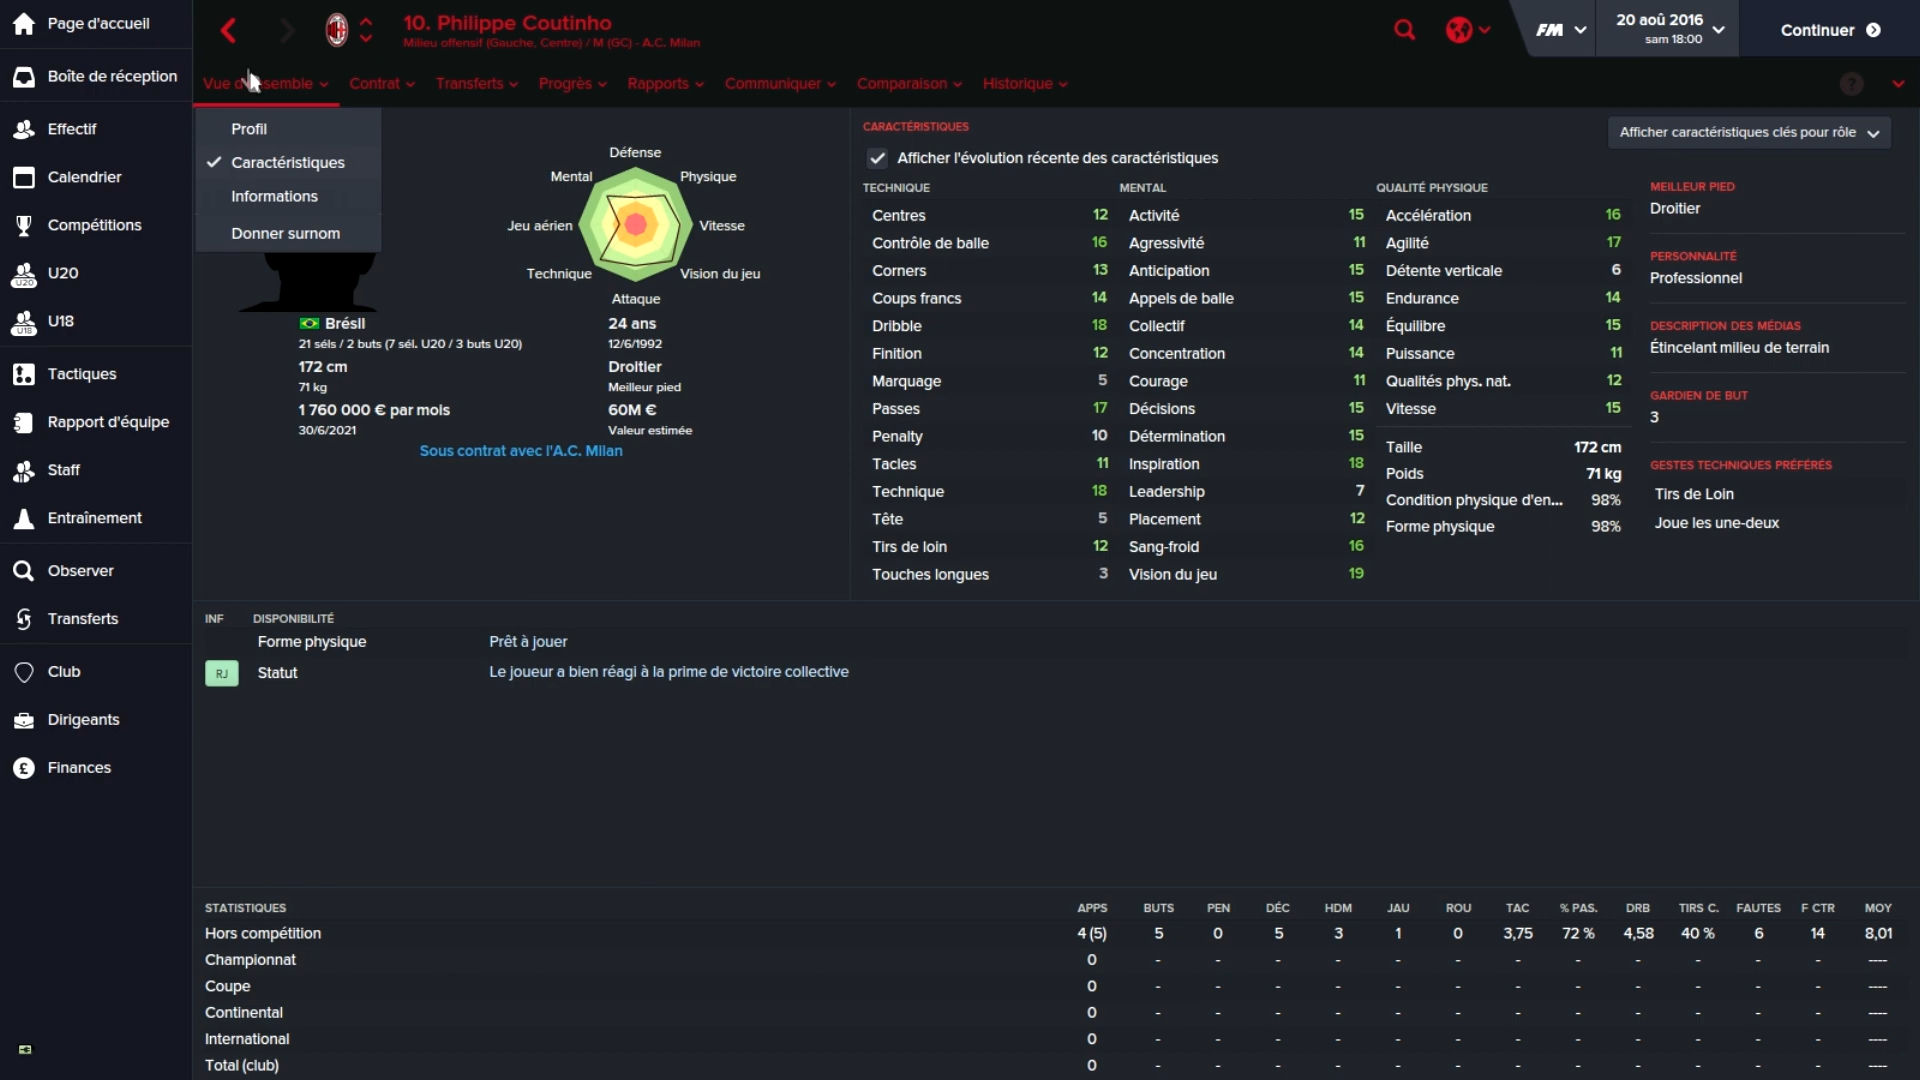 Page d'accueil
Boîte de réception
Effectif
Calendrier
Compétitions
U20
U20
U18
U18
Tactiques
Rapport d'équipe
Staff
Entraînement
Observer
Transferts
Club
Dirigeants
Finances
10. Philippe Coutinho
Milieu offensif (Gauche, Centre) / M (GC) - A.C. Milan
FM
20 aoû 2016
sam 18:00
Continuer
Contrat
Transferts
Progrès
Rapports
Communiquer
Comparaison
Historique
?
Profil
Caractéristiques
Informations
Donner surnom
Défense
Mental
Physique
Jeu aérien
Vitesse
Technique
Vision du jeu
Attaque
Brésil
21 séls / 2 buts (7 sél. U20 / 3 buts U20)
172 cm
71 kg
1 760 000 € par mois
30/6/2021
24 ans
12/6/1992
Droitier
Meilleur pied
60M €
Valeur estimée
Sous contrat avec l'A.C. Milan
CARACTÉRISTIQUES
Afficher caractéristiques clés pour rôle
Afficher l'évolution récente des caractéristiques
TECHNIQUE
Centres 12
Contrôle de balle 16
Corners 13
Coups francs 14
Dribble 18
Finition 12
Marquage 5
Passes 17
Penalty 10
Tacles 11
Technique 18
Tête 5
Tirs de loin 12
Touches longues 3
MENTAL
Activité 15
Agressivité 11
Anticipation 15
Appels de balle 15
Collectif 14
Concentration 14
Courage 11
Décisions 15
Détermination 15
Inspiration 18
Leadership 7
Placement 12
Sang-froid 16
Vision du jeu 19
QUALITÉ PHYSIQUE
Accélération 16
Agilité 17
Détente verticale 6
Endurance 14
Équilibre 15
Puissance 11
Qualités phys. nat. 12
Vitesse 15
Taille 172 cm
Poids 71 kg
Condition physique d'en... 98%
Forme physique 98%
MEILLEUR PIED
Droitier
PERSONNALITÉ
Professionnel
DESCRIPTION DES MÉDIAS
Étincelant milieu de terrain
GARDIEN DE BUT
3
GESTES TECHNIQUES PRÉFÉRÉS
Tirs de Loin
Joue les une-deux
INF DISPONIBILITÉ
Forme physique Prêt à jouer
RJ Statut Le joueur a bien réagi à la prime de victoire collective
STATISTIQUES APPS BUTS PEN DÉC HDM JAU ROU TAC % PAS. DRB TIRS C. FAUTES F CTR MOY
Hors compétition 4 (5) 5 0 5 3 1 0 3,75 72 % 4,58 40 % 6 14 8,01
Championnat 0 - - - - - - - - - - - - ----
Coupe 0 - - - - - - - - - - - - ----
Continental 0 - - - - - - - - - - - - ----
International 0 - - - - - - - - - - - - ----
Total (club) 0 - - - - - - - - - - - - ----